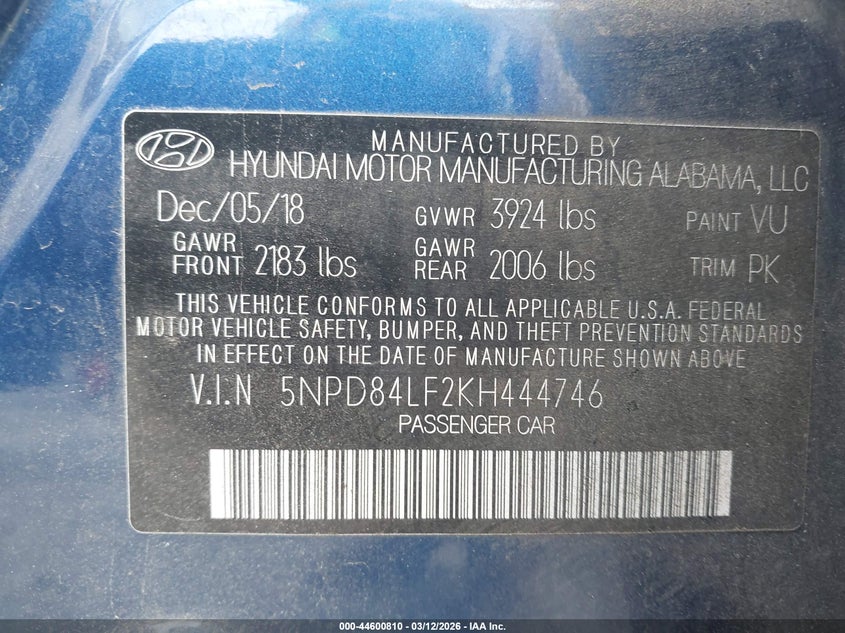 MANUFACTURED BY
HYUNDAI MOTOR MANUFACTURING ALABAMA, LLC
Dec/05/18 GVWR 3924 lbs PAINT VU
GAWR FRONT 2183 lbs GAWR REAR 2006 lbs TRIM PK
THIS VEHICLE CONFORMS TO ALL APPLICABLE U.S.A. FEDERAL
MOTOR VEHICLE SAFETY, BUMPER, AND THEFT PREVENTION STANDARDS
IN EFFECT ON THE DATE OF MANUFACTURE SHOWN ABOVE
V.I.N 5NPD84LF2KH444746
PASSENGER CAR
000-44600810 - 03/12/2026 - IAA Inc.